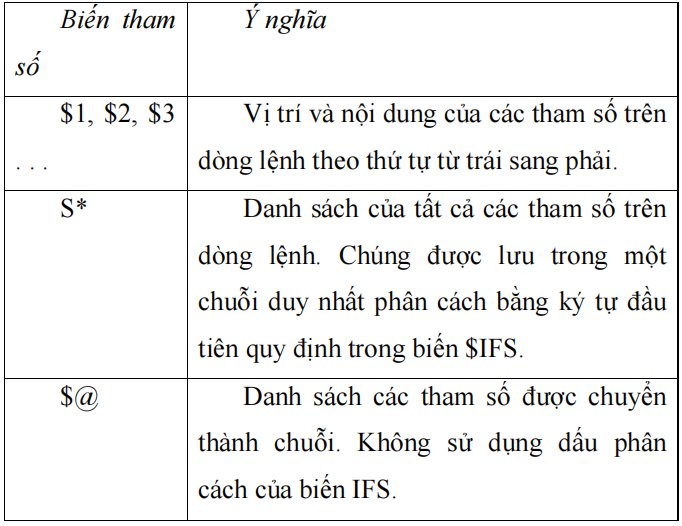 Biến tham
số
Ý nghĩa
$1, $2, $3
. . .
Vị trí và nội dung của các tham số trên
dòng lệnh theo thứ tự từ trái sang phải.
S*
Danh sách của tất cả các tham số trên
dòng lệnh. Chúng được lưu trong một
chuỗi duy nhất phân cách bằng ký tự đầu
tiên quy định trong biến $IFS.
$@
Danh sách các tham số được chuyển
thành chuỗi. Không sử dụng dấu phân
cách của biến IFS.